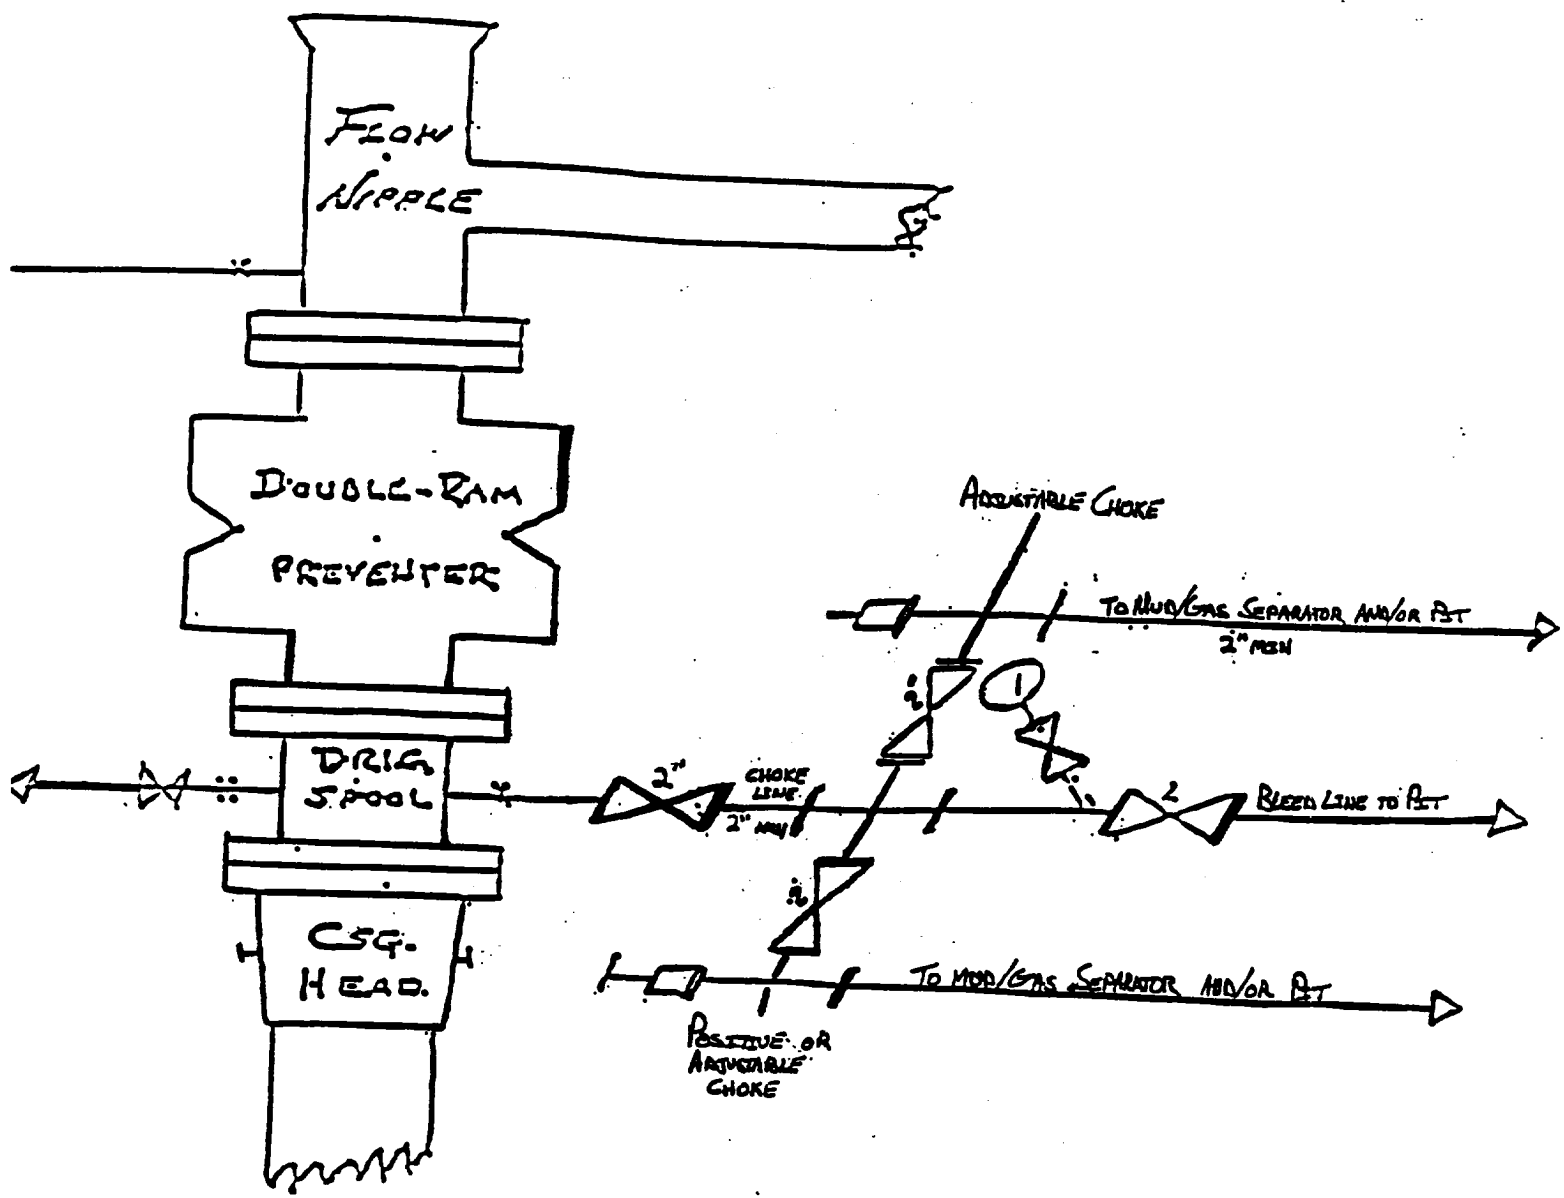 FLOW
NIPPLE
DOUBLE-RAM
PREVENTER
ADJUSTABLE CHOKE
TO MUD/GAS SEPARATOR AND/OR PIT
2" MIN
2
1
DRLG
SPOOL
2"
CHOKE
LINE
2" MIN
2
BLEED LINE TO PIT
2
CSG.
HEAD.
TO MUD/GAS SEPARATOR AND/OR PIT
POSITIVE OR
ADJUSTABLE
CHOKE